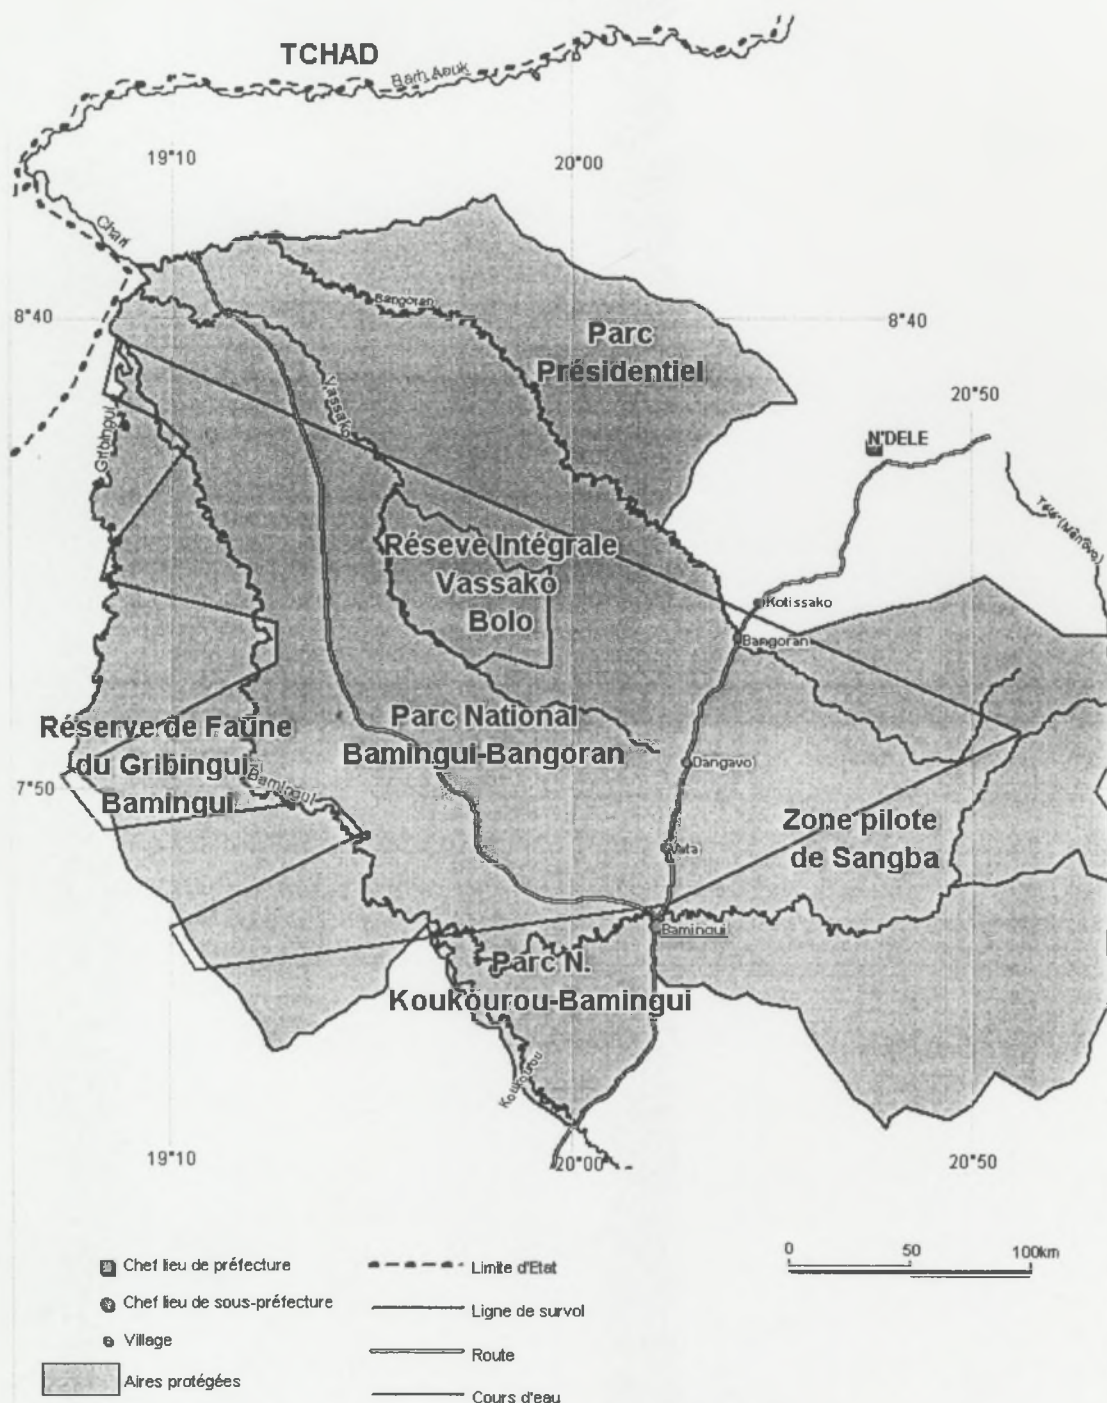 TCHAD
Barh Aouk
19°10
20°00
Chari
Bangoran
8°40
8°40
Parc
Présidentiel
Vassako
20°50
Gribingui
N'DELE
Réseve Intégrale
Vassako
Bolo
Kotissako
Bangoran
Réserve de Faûne
du Gribingui
Bamingui
Parc National
Bamingui-Bangoran
Dangavo
Bamingui
7°50
Zone pilote
de Sangba
Vata
Bamingui
Parc N.
Koukourou-Bamingui
Koukourou
19°10
20°00
20°50
Chef lieu de préfecture
Chef lieu de sous-préfecture
Village
Aires protégées
Limite d'Etat
Ligne de survol
Route
Cours d'eau
0 50 100km